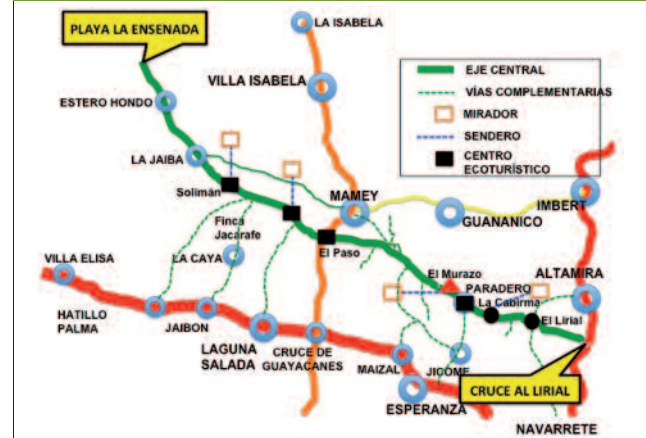 PLAYA LA ENSENADA
LA ISABELA
VILLA ISABELA
EJE CENTRAL
VÍAS COMPLEMENTARIAS
MIRADOR
SENDERO
CENTRO
ECOTURÍSTICO
ESTERO HONDO
LA JAIBA
Solimán
MAMEY
IMBERT
GUANANICO
Finca
Jacarafe
El Paso
VILLA ELISA
LA CAYA
El Murazo
PARADERO
La Cabirma
ALTAMIRA
El Lirial
HATILLO
PALMA
JAIBON
LAGUNA
SALADA
CRUCE DE
GUAYACANES
MAIZAL
JICOME
ESPERANZA
CRUCE AL LIRIAL
NAVARRETE